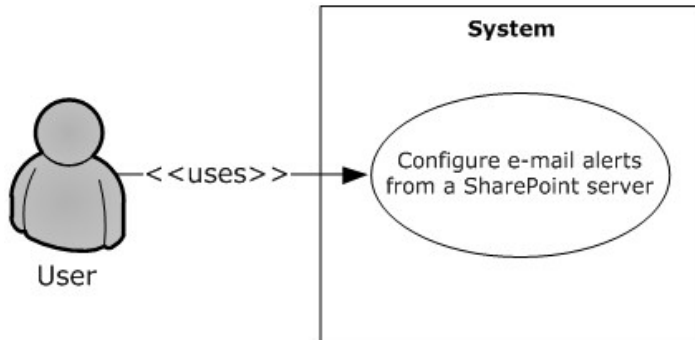 System
Configure e-mail alerts
from a SharePoint server
<<uses>>
User